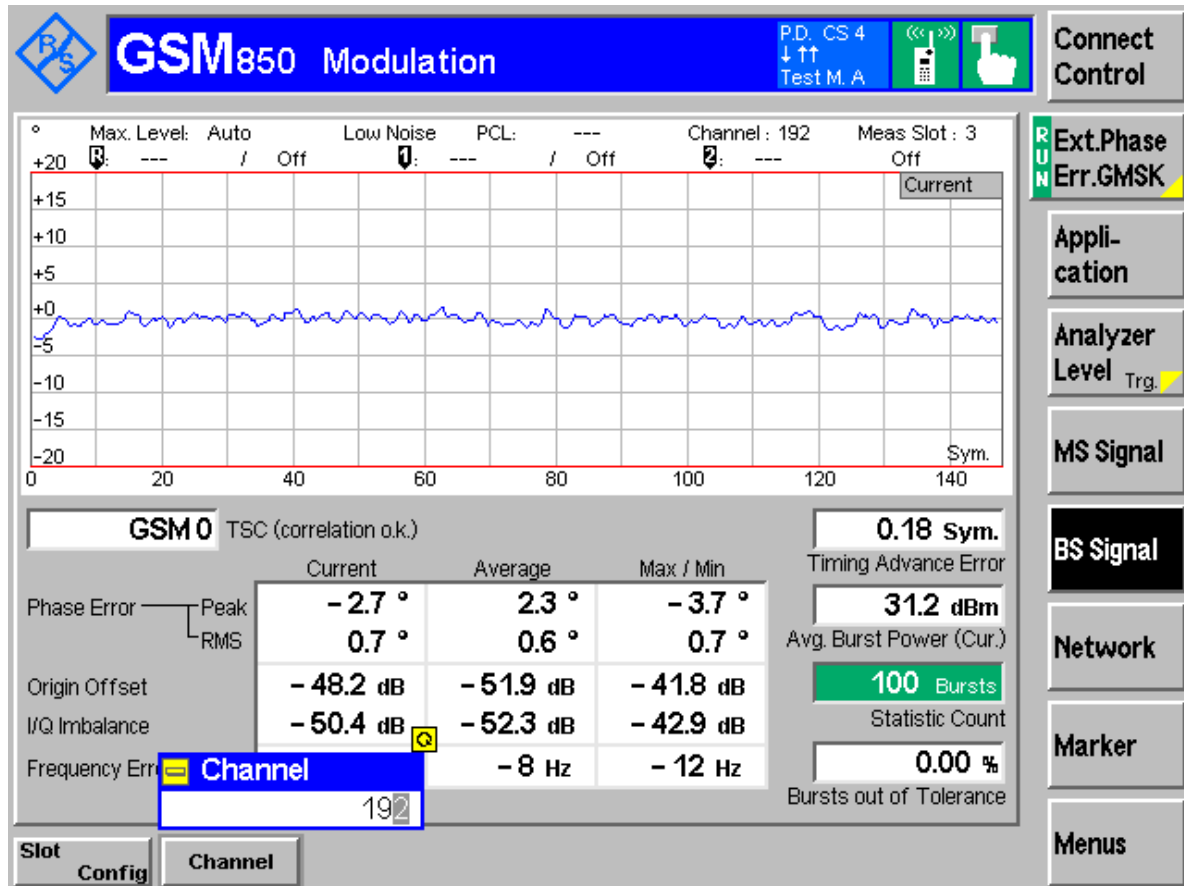 R/S
GSM850 Modulation
P.D. CS 4
↓ ↑↑
Test M. A
Connect
Control
° Max. Level: Auto Low Noise PCL: --- Channel : 192 Meas Slot : 3
R: --- / Off 1: --- / Off 2: --- Off
Current
+20
+15
+10
+5
+0
-5
-10
-15
-20
Sym.
0 20 40 60 80 100 120 140
GSM 0 TSC (correlation o.k.)
Current Average Max / Min
Phase Error Peak - 2.7 ° 2.3 ° - 3.7 °
RMS 0.7 ° 0.6 ° 0.7 °
Origin Offset - 48.2 dB - 51.9 dB - 41.8 dB
I/Q Imbalance - 50.4 dB - 52.3 dB - 42.9 dB
Frequency Err - 8 Hz - 12 Hz
0.18 Sym.
Timing Advance Error
31.2 dBm
Avg. Burst Power (Cur.)
100 Bursts
Statistic Count
0.00 %
Bursts out of Tolerance
Channel
192
Slot
Config
Channel
RUN
Ext.Phase
Err.GMSK
Appli-
cation
Analyzer
Level Trg.
MS Signal
BS Signal
Network
Marker
Menus